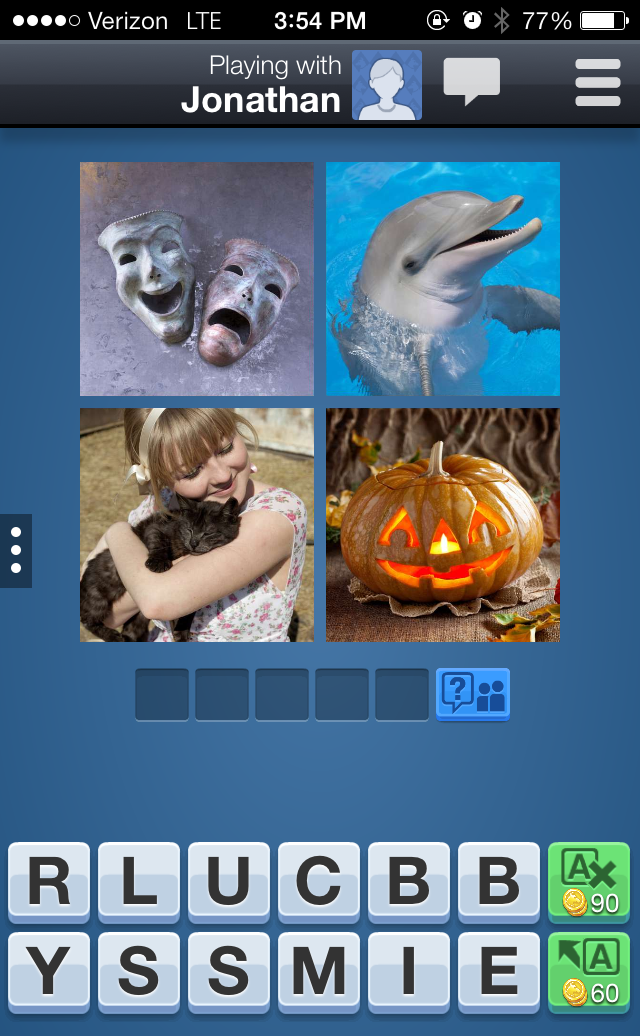 Verizon LTE 3:54 PM 77%
Playing with
Jonathan
?
R L U C B B A 90
Y S S M I E A 60